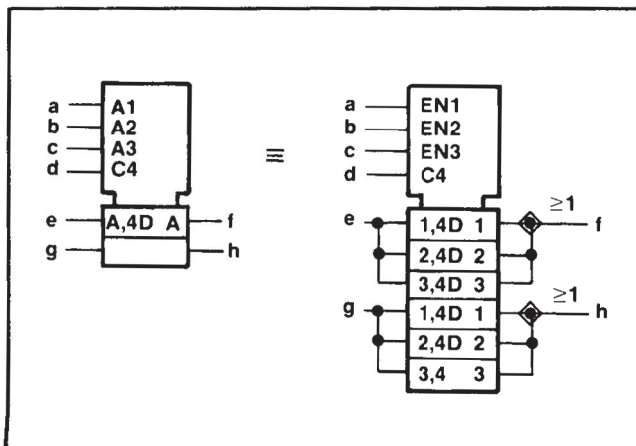 a A1
b A2
c A3
d C4
e A,4D A f
g h
≡
a EN1
b EN2
c EN3
d C4
≥1
e 1,4D 1 f
2,4D 2
3,4D 3
≥1
g 1,4D 1 h
2,4D 2
3,4 3